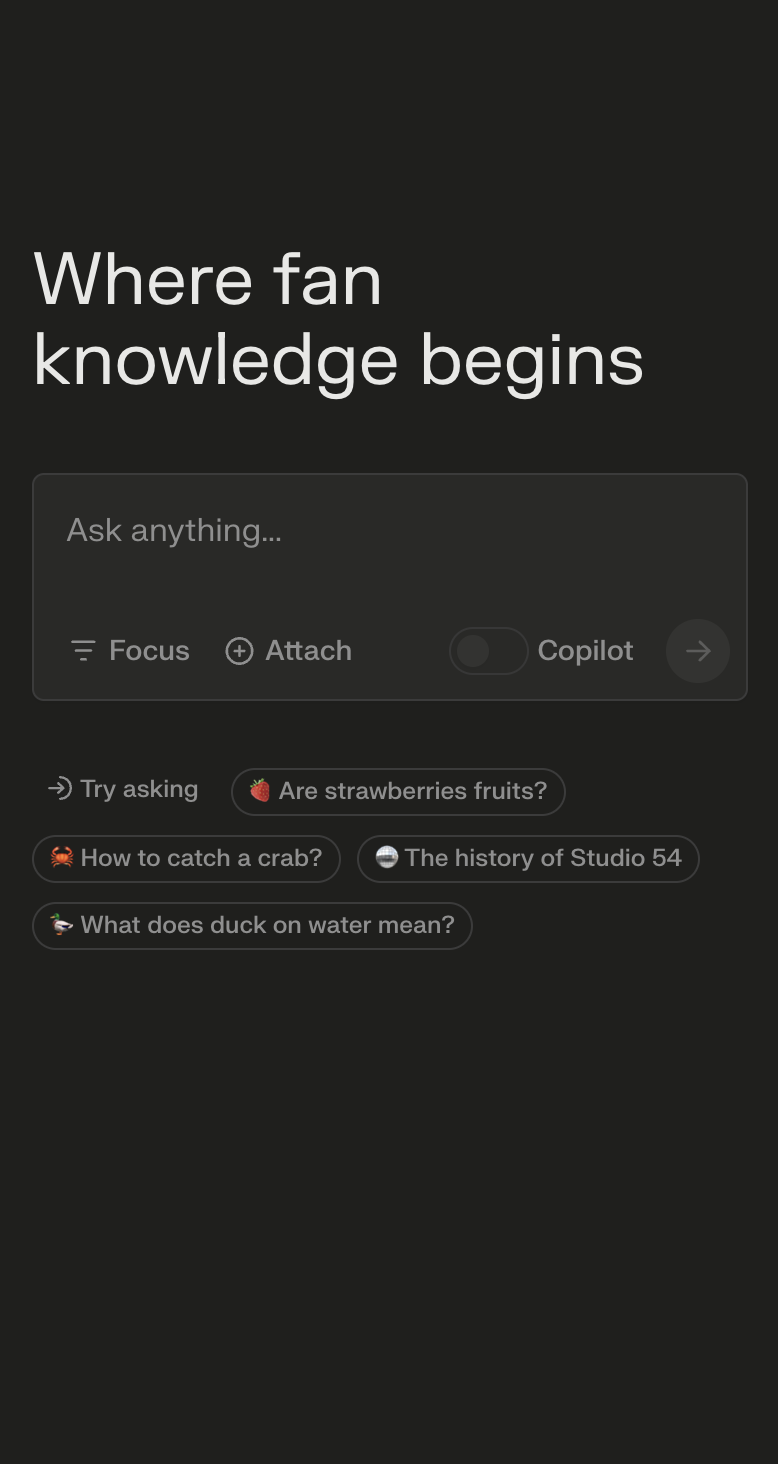 Where fan
knowledge begins
Ask anything...
Focus Attach Copilot
Try asking Are strawberries fruits?
How to catch a crab? The history of Studio 54
What does duck on water mean?